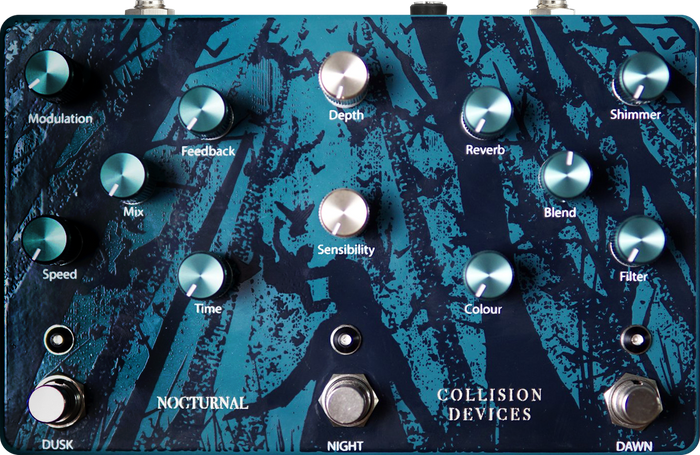 Modulation
Feedback
Depth
Reverb
Shimmer
Mix
Blend
Speed
Time
Sensibility
Colour
Filter
NOCTURNAL
COLLISION
DEVICES
DUSK
NIGHT
DAWN